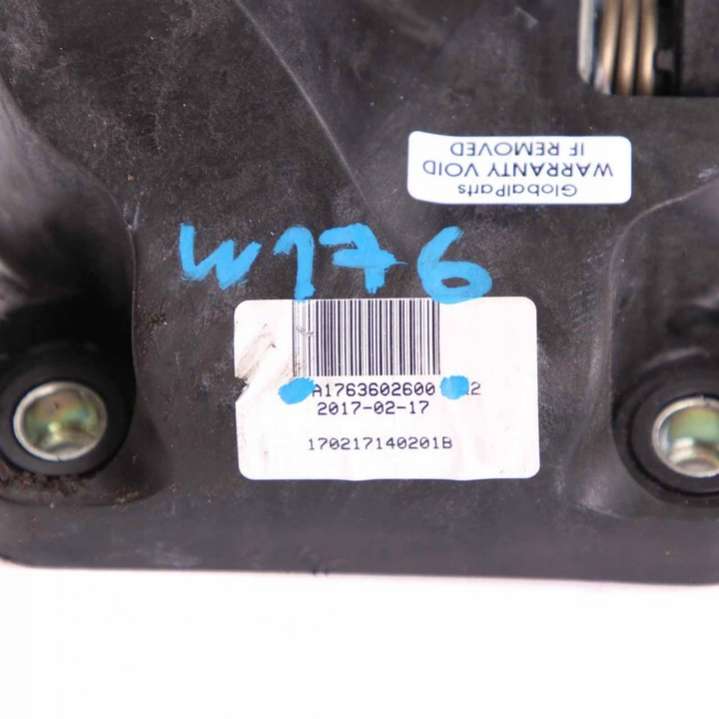 GlobalParts
WARRANTY VOID
IF REMOVED
W176
A1763602600
2017-02-17
170217140201B